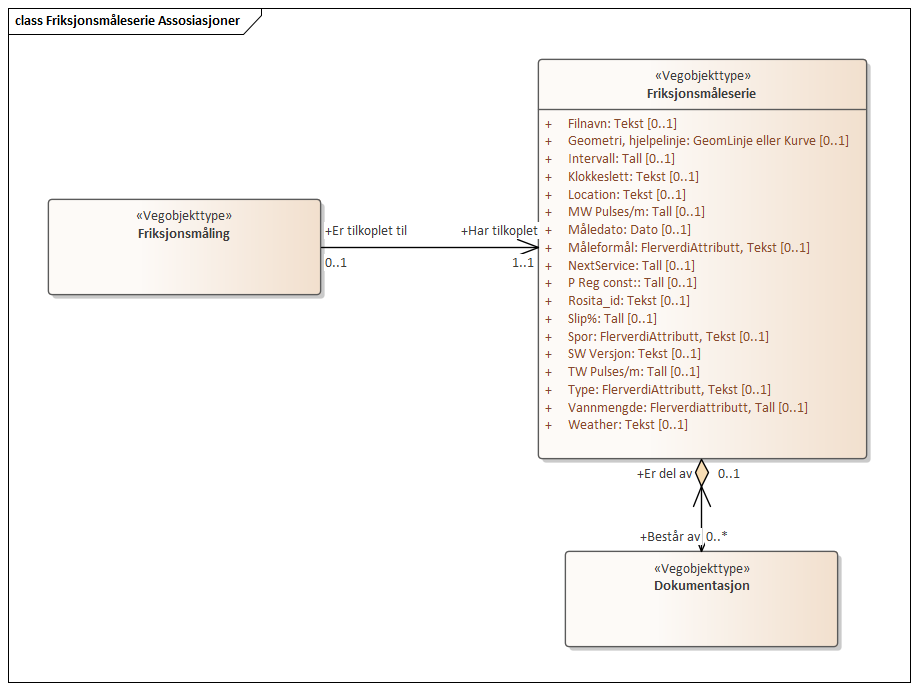 class Friksjonsmåleserie Assosiasjoner
«Vegobjekttype»
Friksjonsmåleserie
+ Filnavn: Tekst [0..1]
+ Geometri, hjelpelinje: GeomLinje eller Kurve [0..1]
+ Intervall: Tall [0..1]
+ Klokkeslett: Tekst [0..1]
+ Location: Tekst [0..1]
+ MW Pulses/m: Tall [0..1]
+ Måledato: Dato [0..1]
+ Måleformål: FlerverdiAttributt, Tekst [0..1]
+ NextService: Tall [0..1]
+ P Reg const:: Tall [0..1]
+ Rosita_id: Tekst [0..1]
+ Slip%: Tall [0..1]
+ Spor: FlerverdiAttributt, Tekst [0..1]
+ SW Versjon: Tekst [0..1]
+ TW Pulses/m: Tall [0..1]
+ Type: FlerverdiAttributt, Tekst [0..1]
+ Vannmengde: Flerverdiattributt, Tall [0..1]
+ Weather: Tekst [0..1]
«Vegobjekttype»
Friksjonsmåling
+Er tilkoplet til
+Har tilkoplet
0..1
1..1
+Er del av
0..1
+Består av
0..*
«Vegobjekttype»
Dokumentasjon